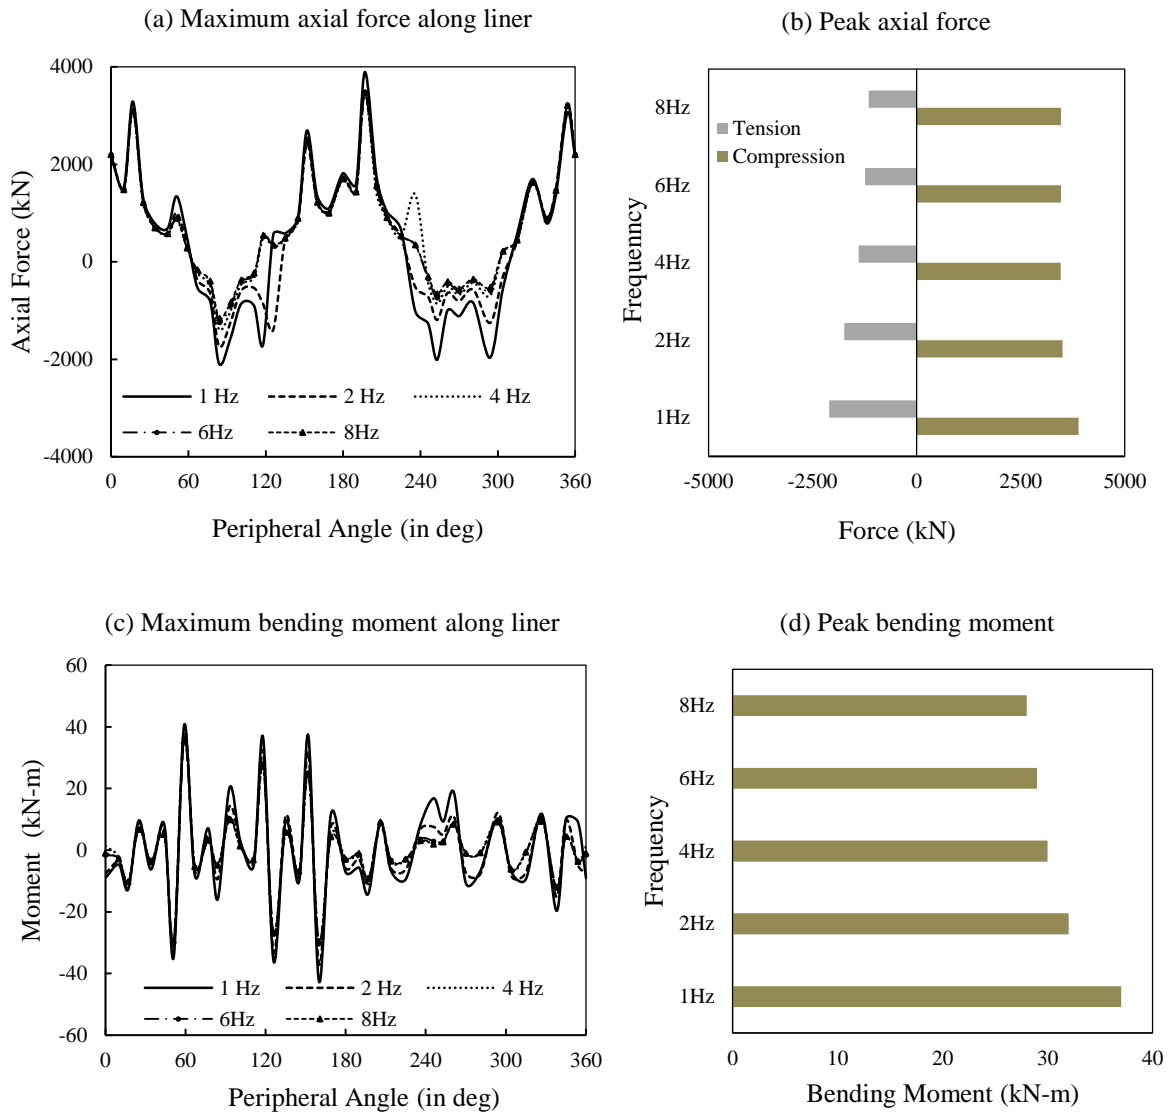 (a) Maximum axial force along liner
4000
2000
0
-2000
-4000
Axial Force (kN)
1 Hz
2 Hz
4 Hz
6Hz
8Hz
0
60
120
180
240
300
360
Peripheral Angle (in deg)
(b) Peak axial force
Frequenncy
8Hz
6Hz
4Hz
2Hz
1Hz
Tension
Compression
-5000
-2500
0
2500
5000
Force (kN)
(c) Maximum bending moment along liner
60
40
20
0
-20
-40
-60
Moment (kN-m)
1 Hz
2 Hz
4 Hz
6Hz
8Hz
0
60
120
180
240
300
360
Peripheral Angle (in deg)
(d) Peak bending moment
Frequency
8Hz
6Hz
4Hz
2Hz
1Hz
0
10
20
30
40
Bending Moment (kN-m)